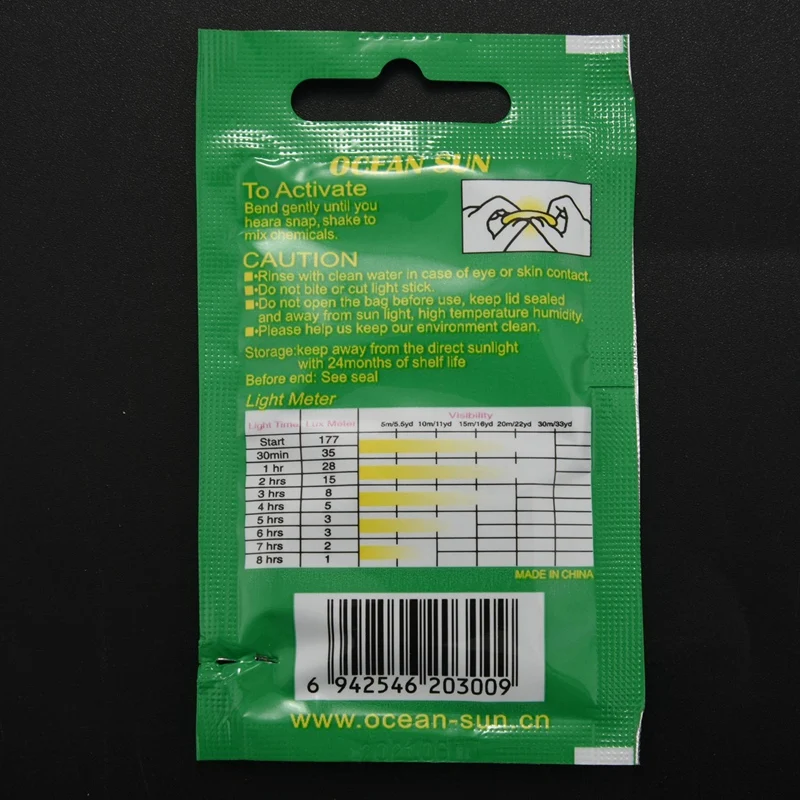 OCEAN SUN
To Activate
Bend gently until you
heara snap, shake to
mix chemicals.
CAUTION
■•Rinse with clean water in case of eye or skin contact.
■•Do not bite or cut light stick.
■•Do not open the bag before use, keep lid sealed
and away from sun light, high temperature humidity.
■•Please help us keep our environment clean.
Storage:keep away from the direct sunlight
with 24months of shelf life
Before end: See seal
Light Meter
Visibility
Light Time Lux Meter 5m/5.5yd 10m/11yd 15m/16yd 20m/22yd 30m/33yd
Start 177
30min 35
1 hr 28
2 hrs 15
3 hrs 8
4 hrs 5
5 hrs 3
6 hrs 3
7 hrs 2
8 hrs 1
MADE IN CHINA
6 942546 203009
www.ocean-sun.cn